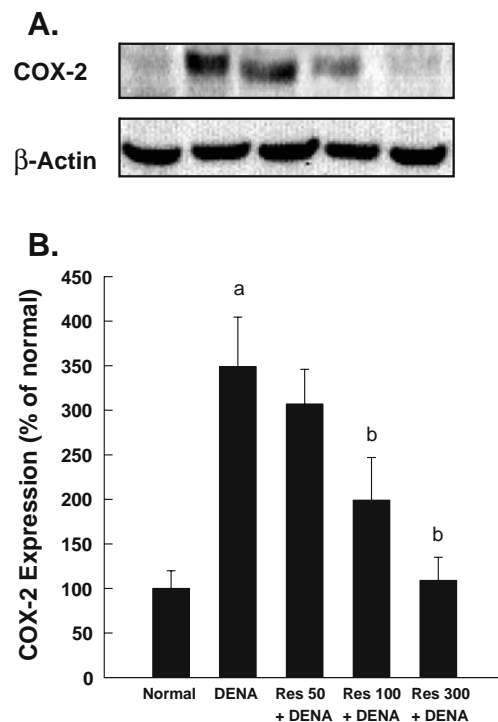 A.
COX-2
β-Actin
B.
COX-2 Expression (% of normal)
450
400
350
300
250
200
150
100
50
0
a
b
b
Normal DENA Res 50 Res 100 Res 300
+ DENA + DENA + DENA